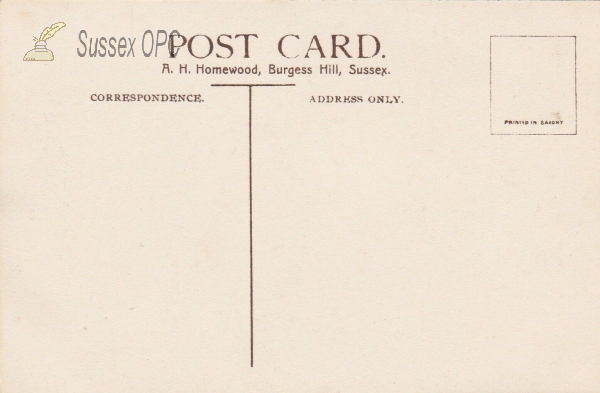 Sussex OPC
POST CARD.
A. H. Homewood, Burgess Hill, Sussex.
CORRESPONDENCE.
ADDRESS ONLY.
PRINTED IN SAXONY